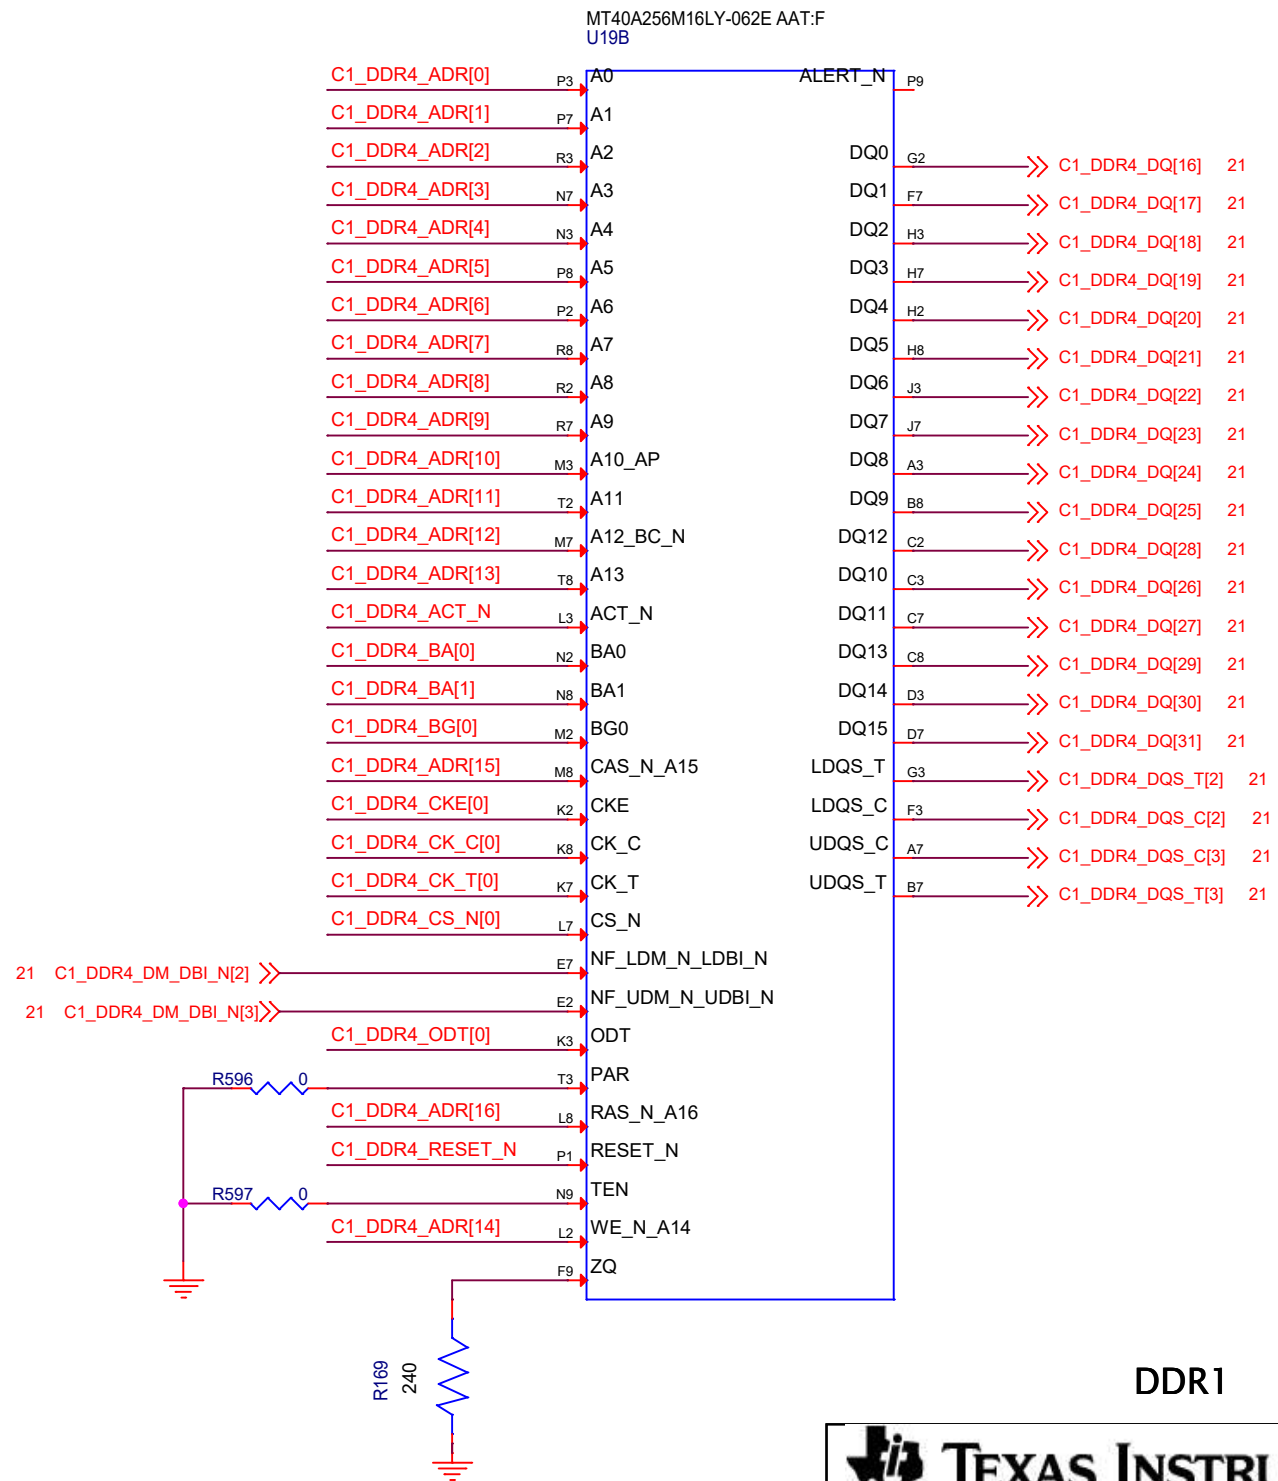 MT40A256M16LY-062E AAT:F
U19B
C1_DDR4_ADR[0] P3 A0 ALERT_N P9
C1_DDR4_ADR[1] P7 A1
C1_DDR4_ADR[2] R3 A2 DQ0 G2 C1_DDR4_DQ[16] 21
C1_DDR4_ADR[3] N7 A3 DQ1 F7 C1_DDR4_DQ[17] 21
C1_DDR4_ADR[4] N3 A4 DQ2 H3 C1_DDR4_DQ[18] 21
C1_DDR4_ADR[5] P8 A5 DQ3 H7 C1_DDR4_DQ[19] 21
C1_DDR4_ADR[6] P2 A6 DQ4 H2 C1_DDR4_DQ[20] 21
C1_DDR4_ADR[7] R8 A7 DQ5 H8 C1_DDR4_DQ[21] 21
C1_DDR4_ADR[8] R2 A8 DQ6 J3 C1_DDR4_DQ[22] 21
C1_DDR4_ADR[9] R7 A9 DQ7 J7 C1_DDR4_DQ[23] 21
C1_DDR4_ADR[10] M3 A10_AP DQ8 A3 C1_DDR4_DQ[24] 21
C1_DDR4_ADR[11] T2 A11 DQ9 B8 C1_DDR4_DQ[25] 21
C1_DDR4_ADR[12] M7 A12_BC_N DQ12 C2 C1_DDR4_DQ[28] 21
C1_DDR4_ADR[13] T8 A13 DQ10 C3 C1_DDR4_DQ[26] 21
C1_DDR4_ACT_N L3 ACT_N DQ11 C7 C1_DDR4_DQ[27] 21
C1_DDR4_BA[0] N2 BA0 DQ13 C8 C1_DDR4_DQ[29] 21
C1_DDR4_BA[1] N8 BA1 DQ14 D3 C1_DDR4_DQ[30] 21
C1_DDR4_BG[0] M2 BG0 DQ15 D7 C1_DDR4_DQ[31] 21
C1_DDR4_ADR[15] M8 CAS_N_A15 LDQS_T G3 C1_DDR4_DQS_T[2] 21
C1_DDR4_CKE[0] K2 CKE LDQS_C F3 C1_DDR4_DQS_C[2] 21
C1_DDR4_CK_C[0] K8 CK_C UDQS_C A7 C1_DDR4_DQS_C[3] 21
C1_DDR4_CK_T[0] K7 CK_T UDQS_T B7 C1_DDR4_DQS_T[3] 21
C1_DDR4_CS_N[0] L7 CS_N
21 C1_DDR4_DM_DBI_N[2] E7 NF_LDM_N_LDBI_N
21 C1_DDR4_DM_DBI_N[3] E2 NF_UDM_N_UDBI_N
C1_DDR4_ODT[0] K3 ODT
R596 0 T3 PAR
C1_DDR4_ADR[16] L8 RAS_N_A16
C1_DDR4_RESET_N P1 RESET_N
R597 0 N9 TEN
C1_DDR4_ADR[14] L2 WE_N_A14
F9 ZQ
R169
240
DDR1